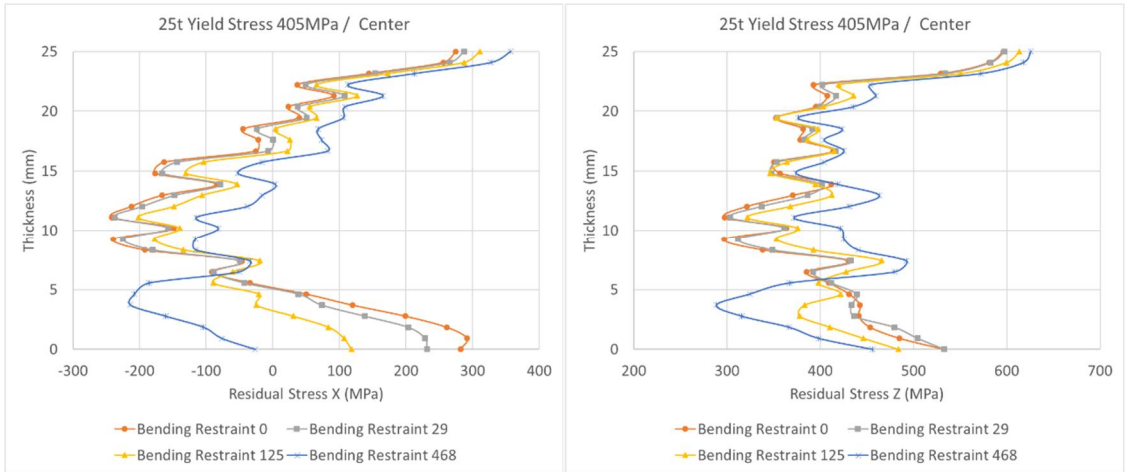 25t Yield Stress 405MPa / Center
25
20
15
10
5
0
Thickness (mm)
-300 -200 -100 0 100 200 300 400
Residual Stress X (MPa)
Bending Restraint 0 Bending Restraint 29
Bending Restraint 125 Bending Restraint 468
25t Yield Stress 405MPa / Center
25
20
15
10
5
0
Thickness (mm)
200 300 400 500 600 700
Residual Stress Z (MPa)
Bending Restraint 0 Bending Restraint 29
Bending Restraint 125 Bending Restraint 468